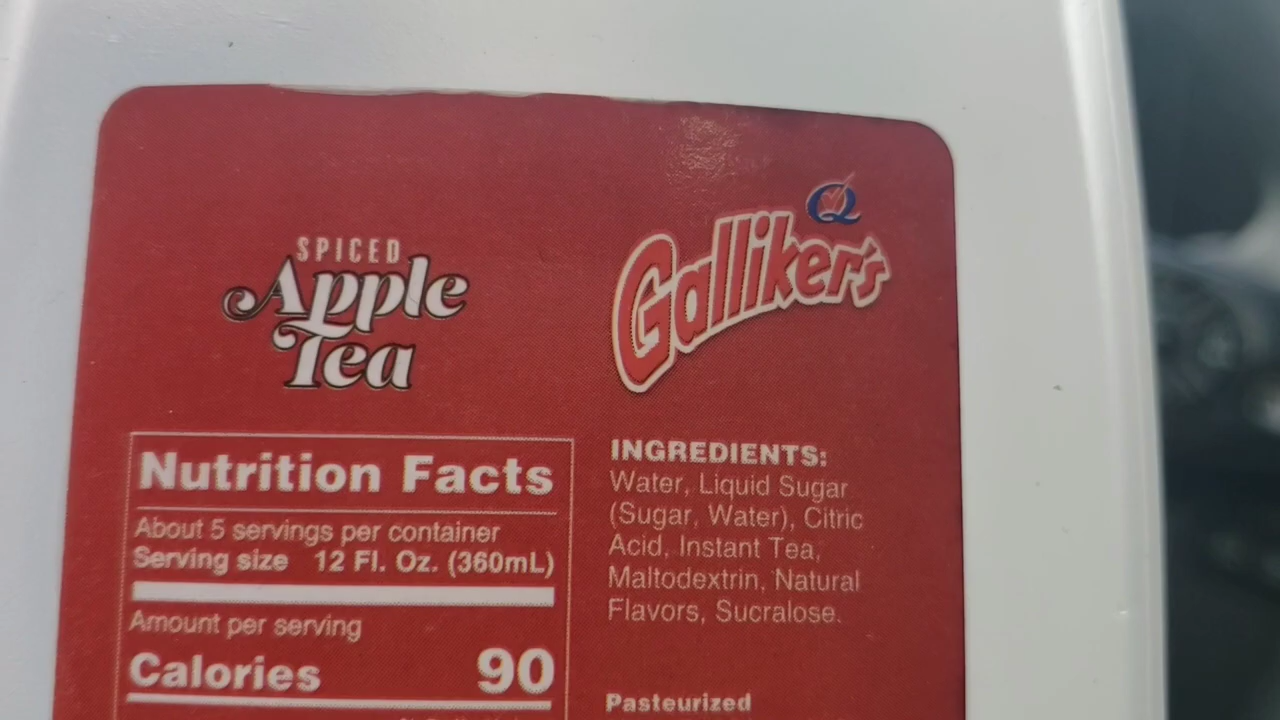 SPICED
Apple
Tea
Q
Galliker's
Nutrition Facts
About 5 servings per container
Serving size 12 Fl. Oz. (360mL)
Amount per serving
Calories 90
INGREDIENTS:
Water, Liquid Sugar
(Sugar, Water), Citric
Acid, Instant Tea,
Maltodextrin, Natural
Flavors, Sucralose.
Pasteurized